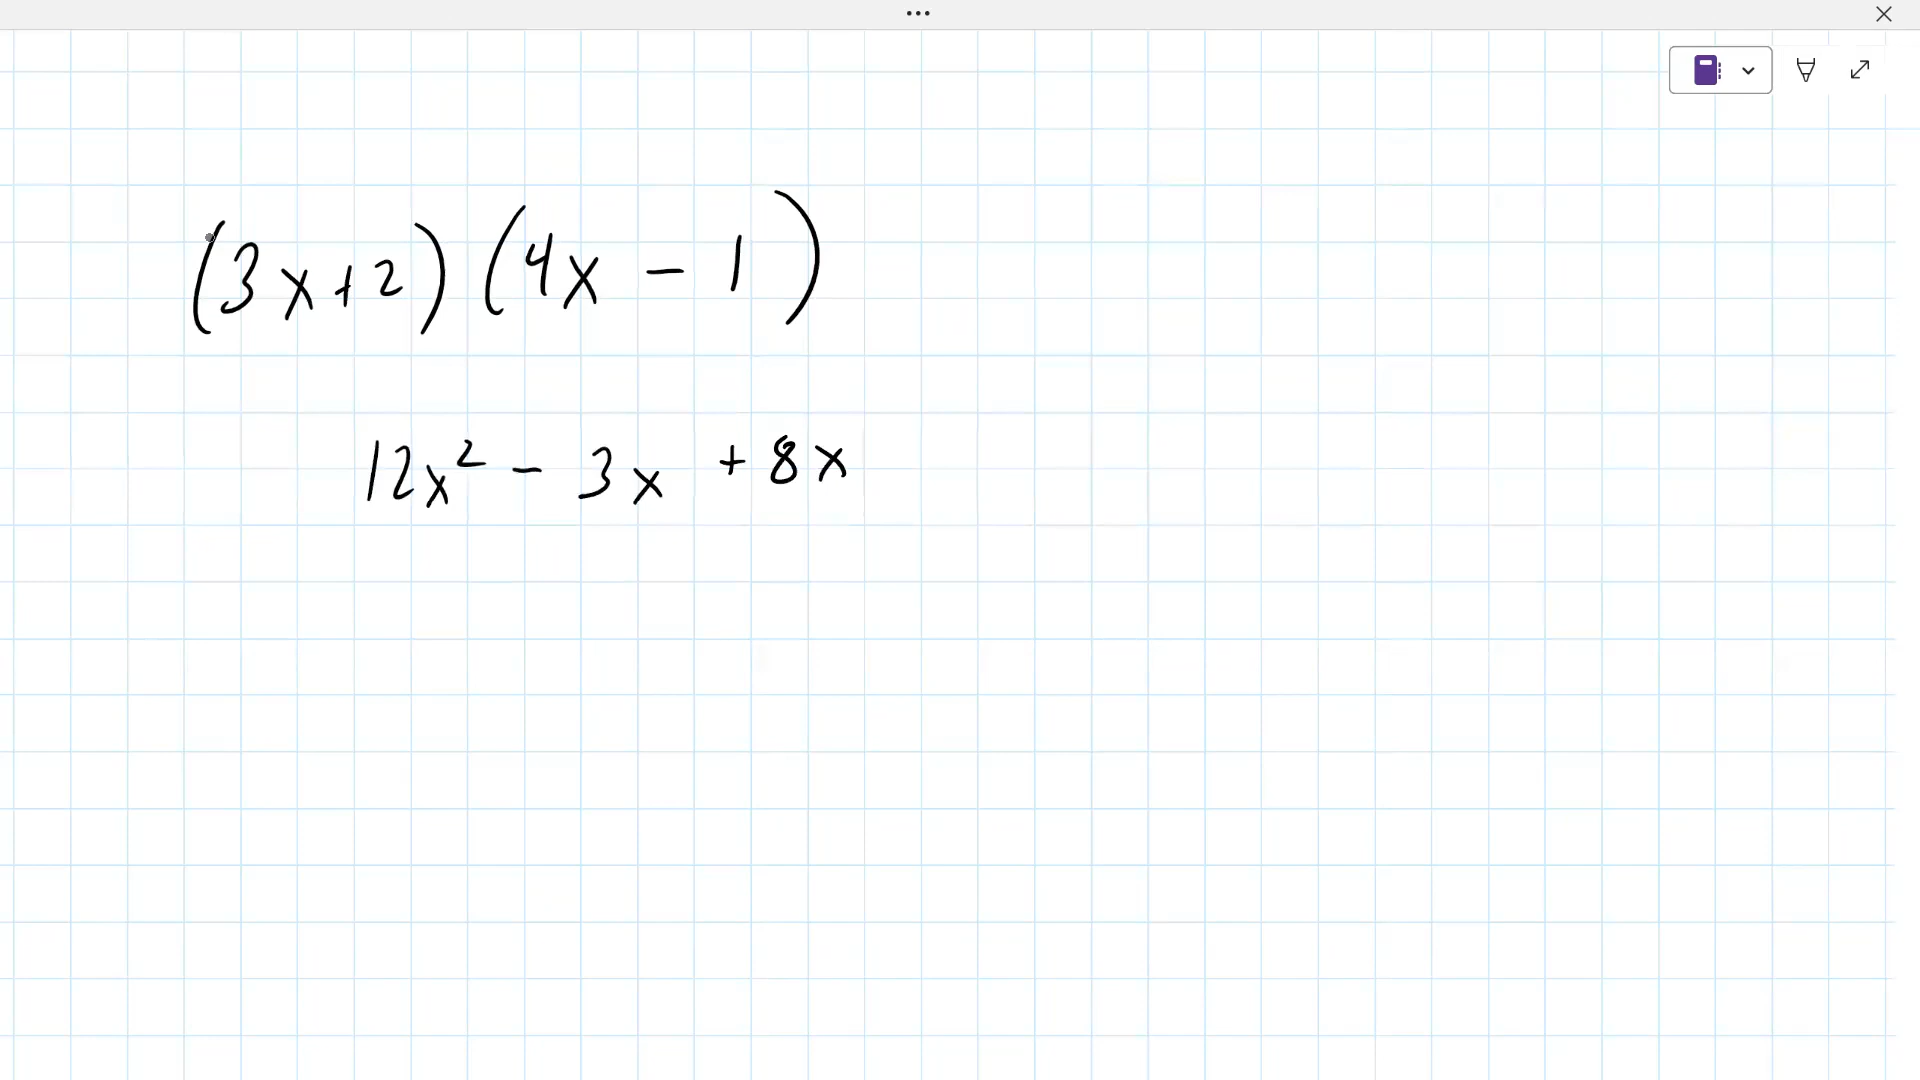 (3x+2)(4x - 1)
12x² - 3x + 8x